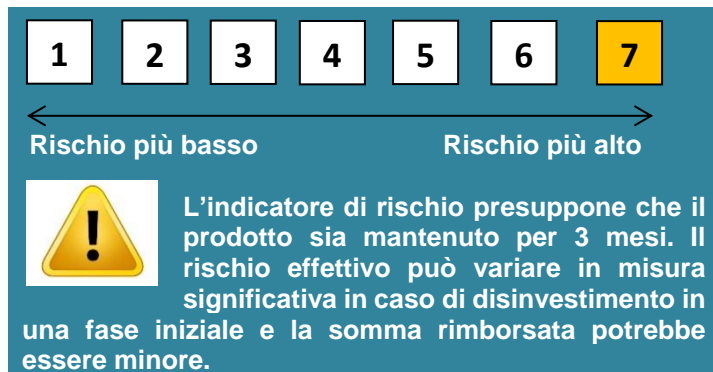 1 2 3 4 5 6 7
Rischio più basso Rischio più alto
L'indicatore di rischio presuppone che il
prodotto sia mantenuto per 3 mesi. Il
rischio effettivo può variare in misura
significativa in caso di disinvestimento in
una fase iniziale e la somma rimborsata potrebbe
essere minore.